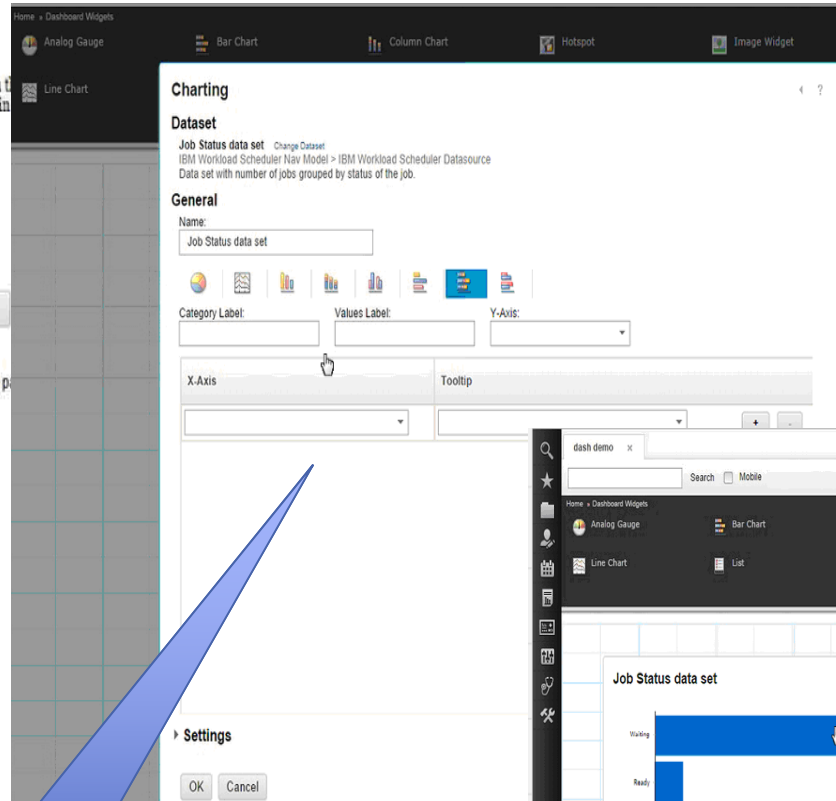 Home » Dashboard Widgets
Analog Gauge Bar Chart Column Chart Hotspot Image Widget
Line Chart
Charting
?
Dataset
Job Status data set Change Dataset
IBM Workload Scheduler Nav Model > IBM Workload Scheduler Datasource
Data set with number of jobs grouped by status of the job.
General
Name:
Job Status data set
Category Label: Values Label: Y-Axis:
X-Axis Tooltip
+ -
dash demo x
Search Mobile
Home » Dashboard Widgets
Analog Gauge Bar Chart
Line Chart List
Job Status data set
Waiting
Ready
Settings
OK Cancel